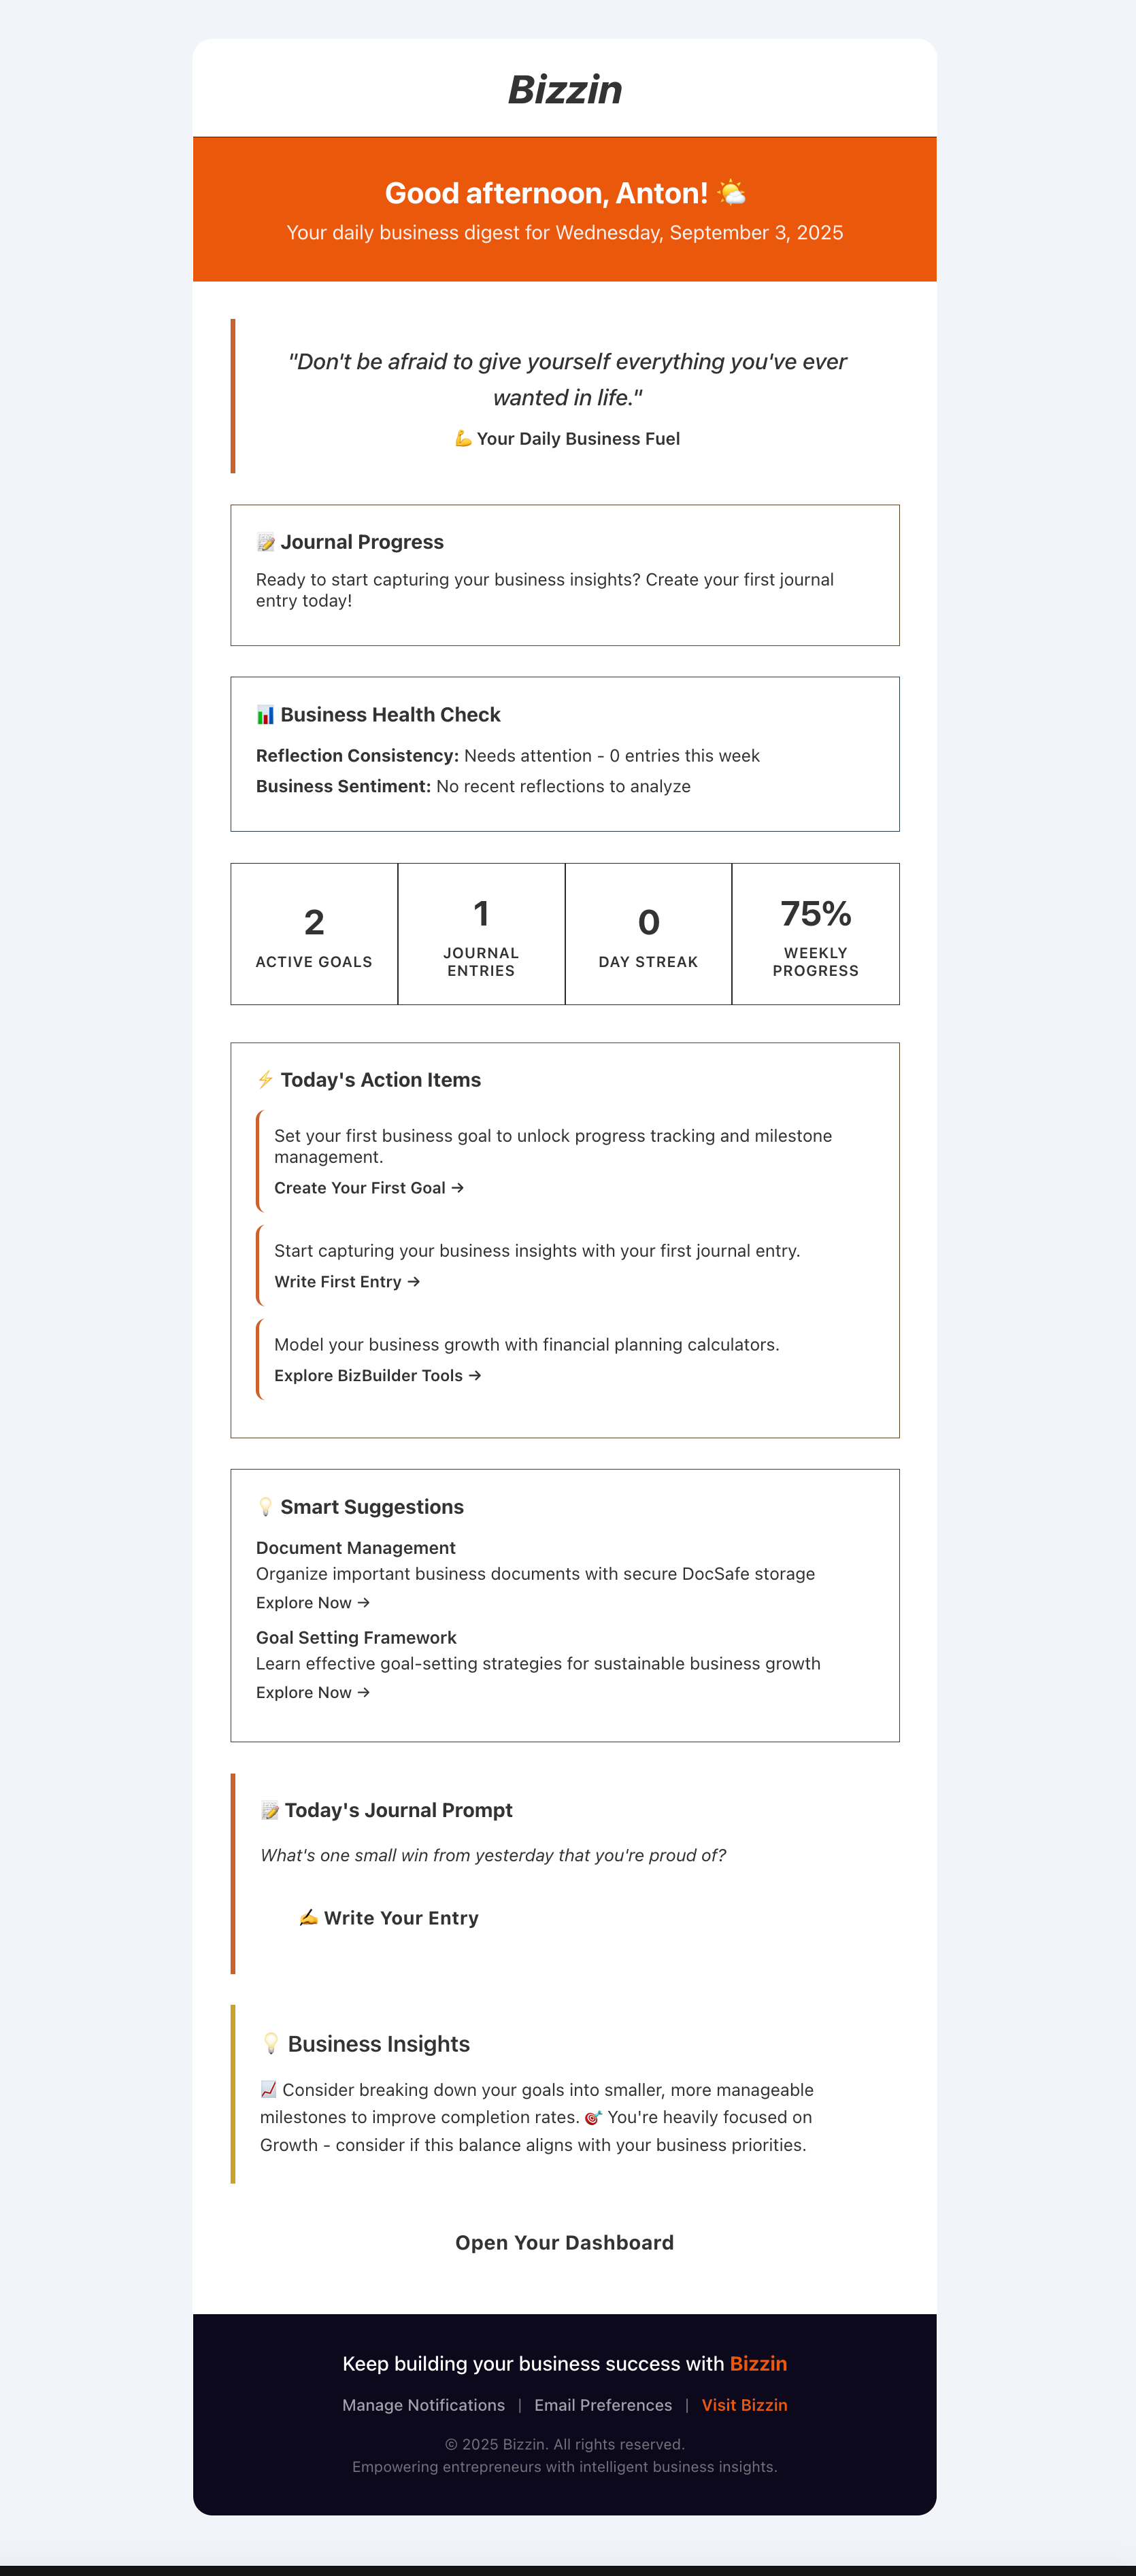 Bizzin
Good afternoon, Anton! 🌤️
Your daily business digest for Wednesday, September 3, 2025
"Don't be afraid to give yourself everything you've ever
wanted in life."
💪 Your Daily Business Fuel
📝 Journal Progress
Ready to start capturing your business insights? Create your first journal
entry today!
📊 Business Health Check
Reflection Consistency: Needs attention - 0 entries this week
Business Sentiment: No recent reflections to analyze
2
ACTIVE GOALS
1
JOURNAL
ENTRIES
0
DAY STREAK
75%
WEEKLY
PROGRESS
⚡ Today's Action Items
Set your first business goal to unlock progress tracking and milestone
management.
Create Your First Goal →
Start capturing your business insights with your first journal entry.
Write First Entry →
Model your business growth with financial planning calculators.
Explore BizBuilder Tools →
💡 Smart Suggestions
Document Management
Organize important business documents with secure DocSafe storage
Explore Now →
Goal Setting Framework
Learn effective goal-setting strategies for sustainable business growth
Explore Now →
📝 Today's Journal Prompt
What's one small win from yesterday that you're proud of?
✍️ Write Your Entry
💡 Business Insights
📈 Consider breaking down your goals into smaller, more manageable
milestones to improve completion rates. 🎯 You're heavily focused on
Growth - consider if this balance aligns with your business priorities.
Open Your Dashboard
Keep building your business success with Bizzin
Manage Notifications | Email Preferences | Visit Bizzin
© 2025 Bizzin. All rights reserved.
Empowering entrepreneurs with intelligent business insights.